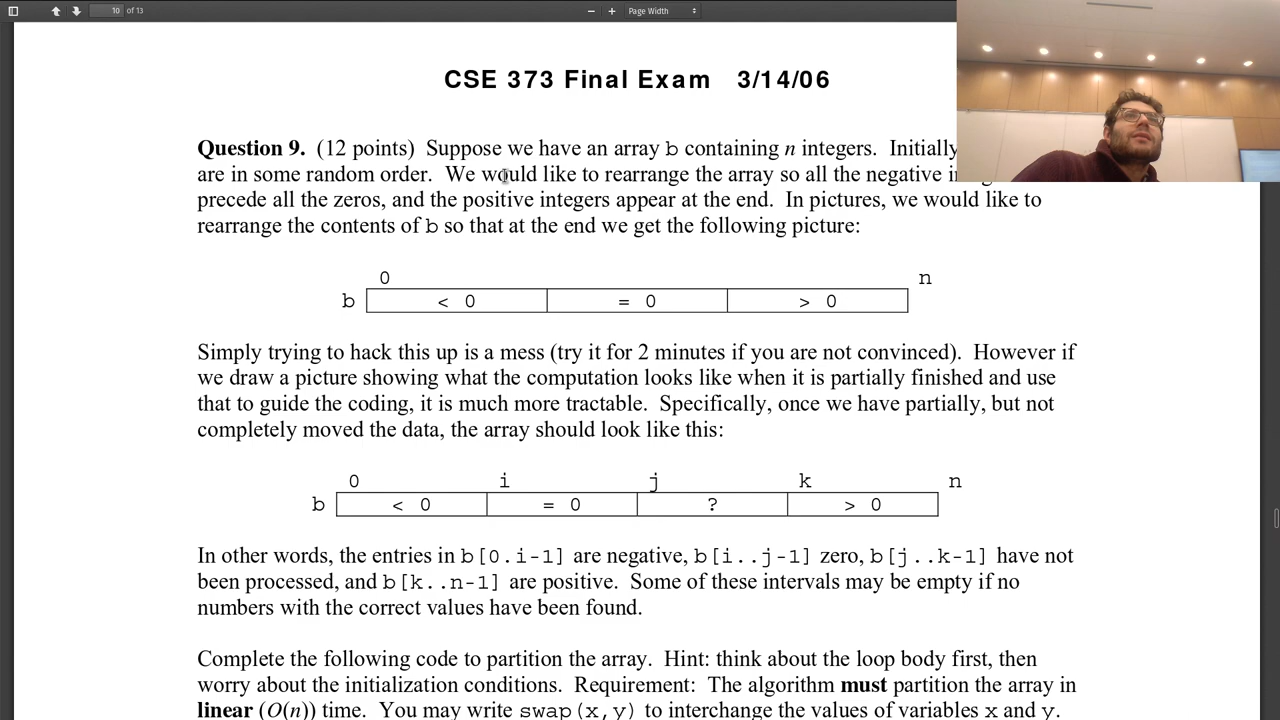 10 of 13
Page Width
CSE 373 Final Exam 3/14/06
Question 9. (12 points) Suppose we have an array b containing n integers. Initially
are in some random order. We would like to rearrange the array so all the negative
precede all the zeros, and the positive integers appear at the end. In pictures, we would like to
rearrange the contents of b so that at the end we get the following picture:
0 n
b < 0 = 0 > 0
Simply trying to hack this up is a mess (try it for 2 minutes if you are not convinced). However if
we draw a picture showing what the computation looks like when it is partially finished and use
that to guide the coding, it is much more tractable. Specifically, once we have partially, but not
completely moved the data, the array should look like this:
0 i j k n
b < 0 = 0 ? > 0
In other words, the entries in b[0.i-1] are negative, b[i..j-1] zero, b[j..k-1] have not
been processed, and b[k..n-1] are positive. Some of these intervals may be empty if no
numbers with the correct values have been found.
Complete the following code to partition the array. Hint: think about the loop body first, then
worry about the initialization conditions. Requirement: The algorithm must partition the array in
linear (O(n)) time. You may write swap(x,y) to interchange the values of variables x and y.